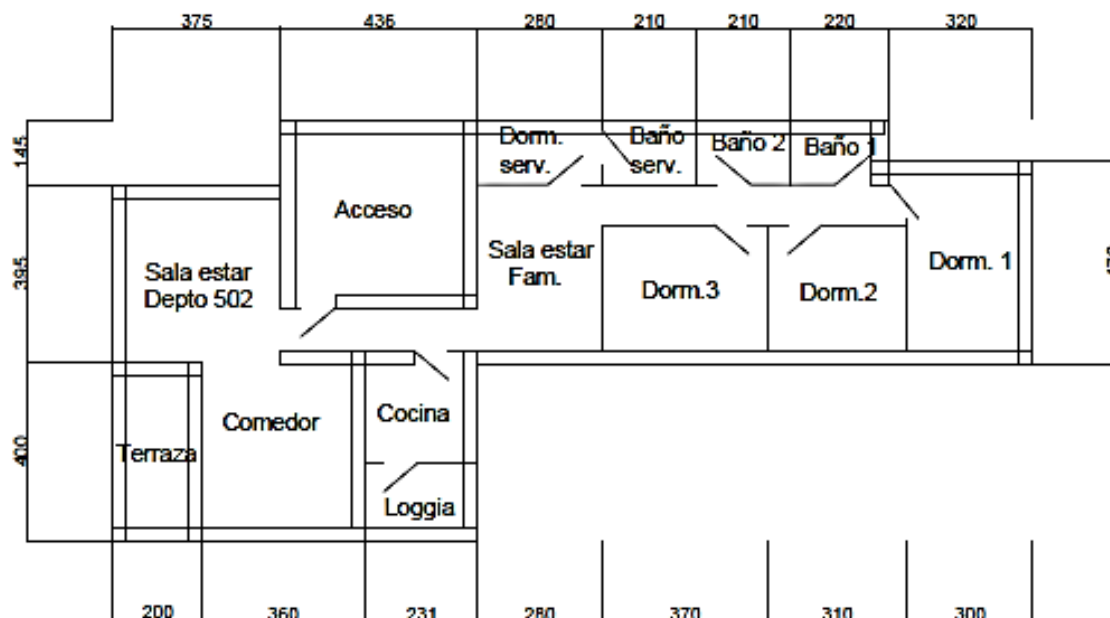 375 436 280 210 210 220 320
145
Dorm.
serv.
Baño
serv.
Baño 2
Baño 1
Acceso
395
Sala estar
Depto 502
Sala estar
Fam.
Dorm.3
Dorm.2
Dorm. 1
400
Terraza
Comedor
Cocina
Loggia
200 360 231 280 370 310 300